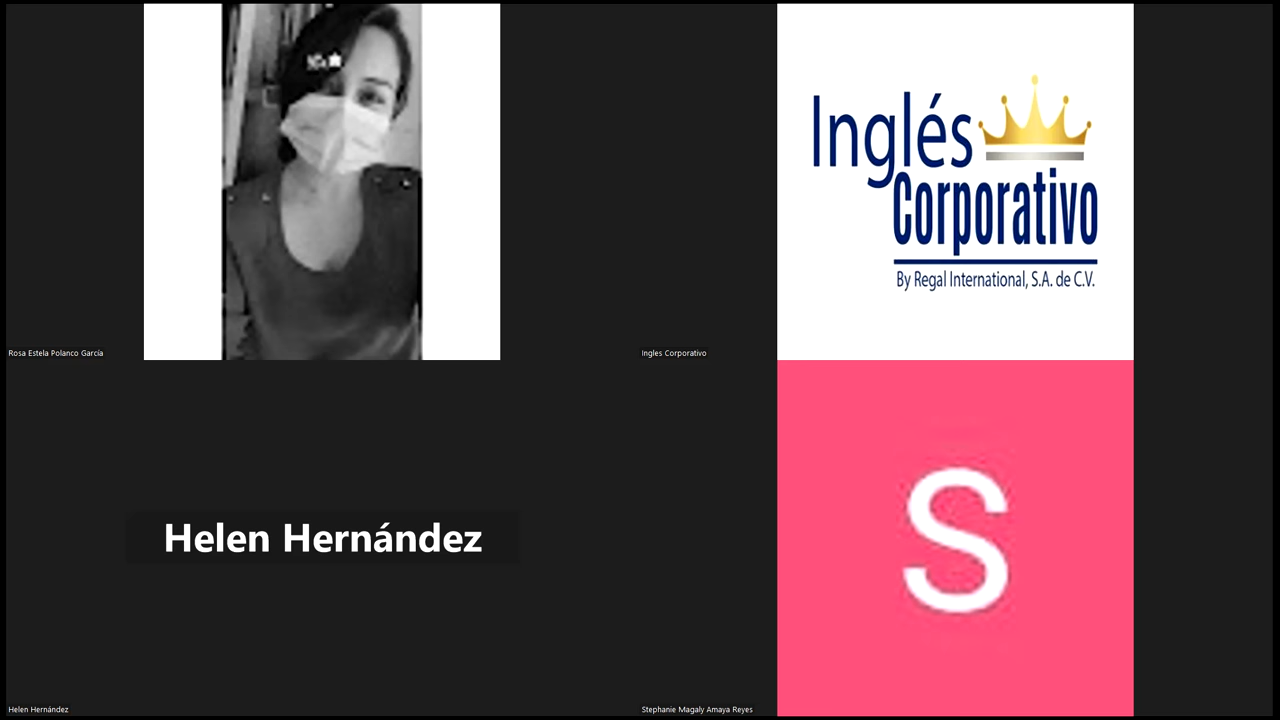 Rosa Estela Polanco García
Inglés
Corporativo
By Regal International, S.A. de C.V.
Ingles Corporativo
Helen Hernández
Helen Hernández
S
Stephanie Magaly Amaya Reyes